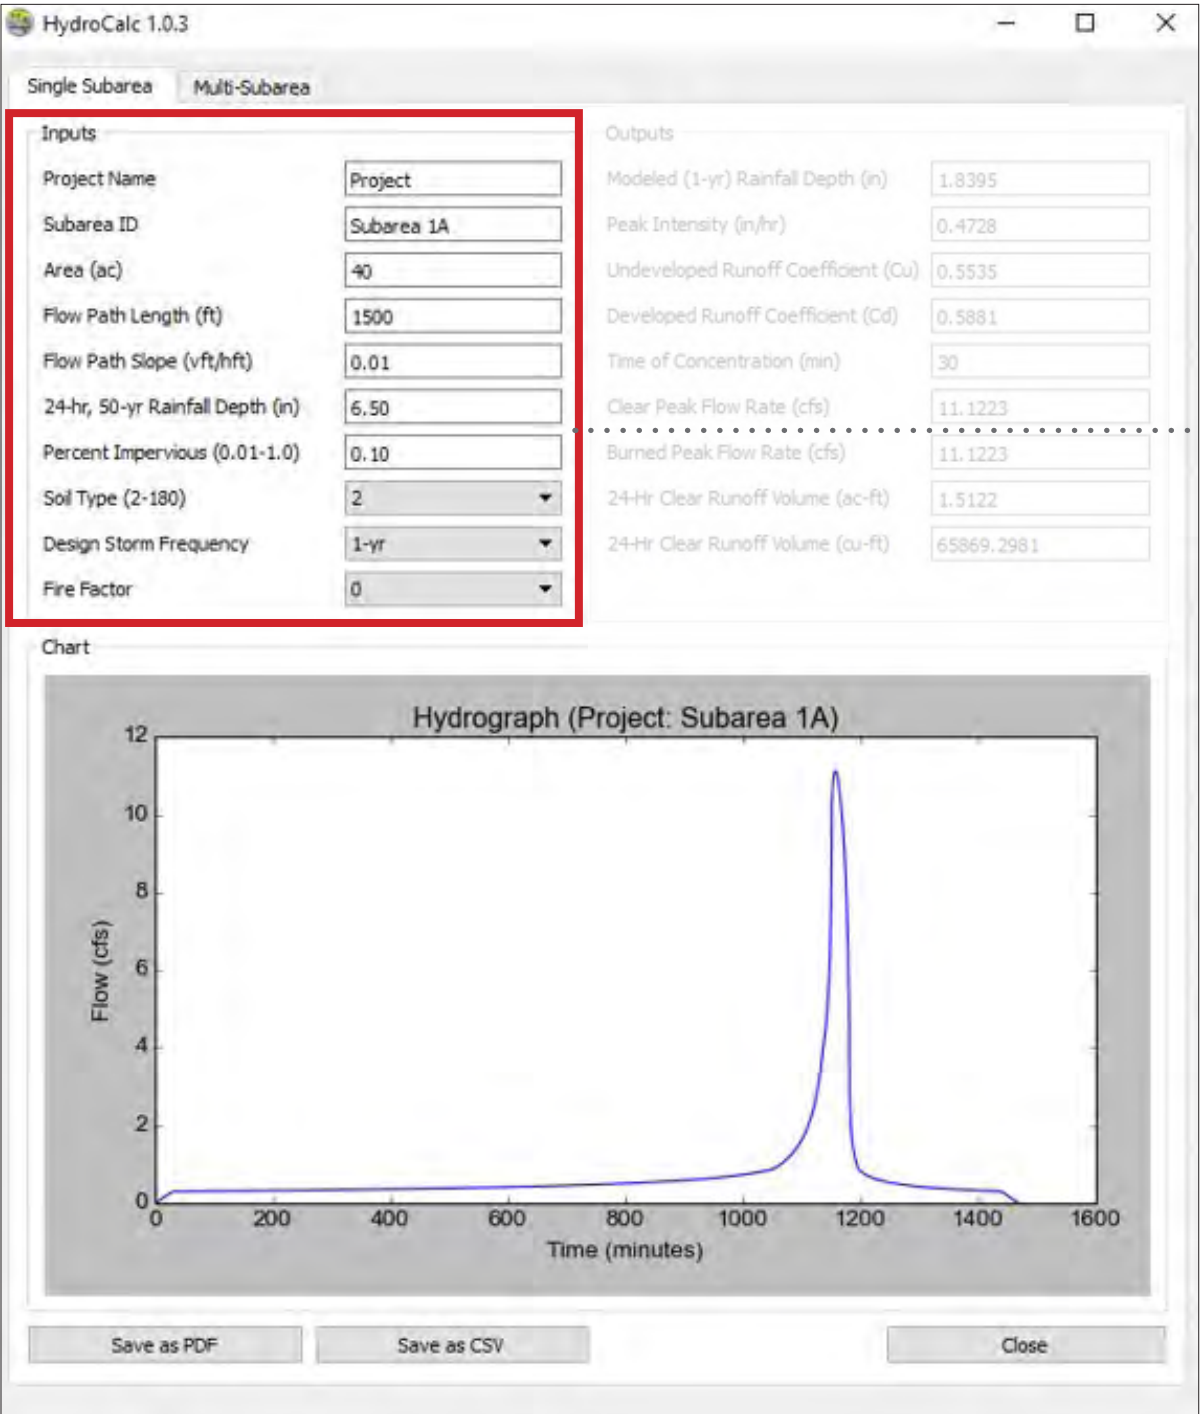 HydroCalc 1.0.3
Single Subarea Multi-Subarea
Inputs
Project Name Project
Subarea ID Subarea 1A
Area (ac) 40
Flow Path Length (ft) 1500
Flow Path Slope (vft/hft) 0.01
24-hr, 50-yr Rainfall Depth (in) 6.50
Percent Impervious (0.01-1.0) 0.10
Soil Type (2-180) 2
Design Storm Frequency 1-yr
Fire Factor 0
Outputs
Modeled (1-yr) Rainfall Depth (in) 1.8395
Peak Intensity (in/hr) 0.4728
Undeveloped Runoff Coefficient (Cu) 0.5535
Developed Runoff Coefficient (Cd) 0.5881
Time of Concentration (min) 30
Clear Peak Flow Rate (cfs) 11.1223
Burned Peak Flow Rate (cfs) 11.1223
24-Hr Clear Runoff Volume (ac-ft) 1.5122
24-Hr Clear Runoff Volume (cu-ft) 65869.2981
Chart
Hydrograph (Project: Subarea 1A)
12
10
8
6
4
2
0
Flow (cfs)
0 200 400 600 800 1000 1200 1400 1600
Time (minutes)
Save as PDF Save as CSV Close